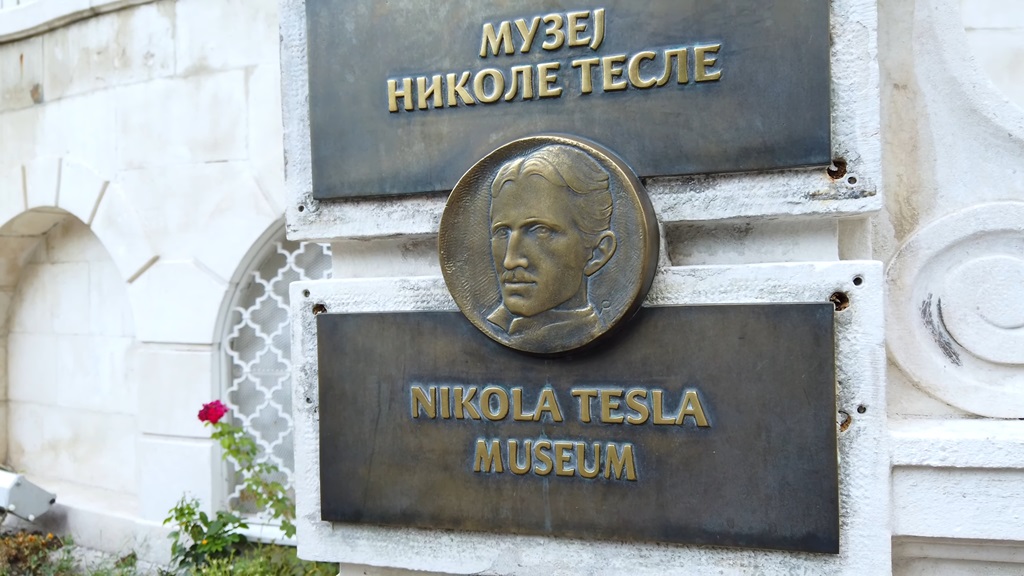 МУЗЕЈ
НИКОЛЕ ТЕСЛЕ
NIKOLA TESLA
MUSEUM